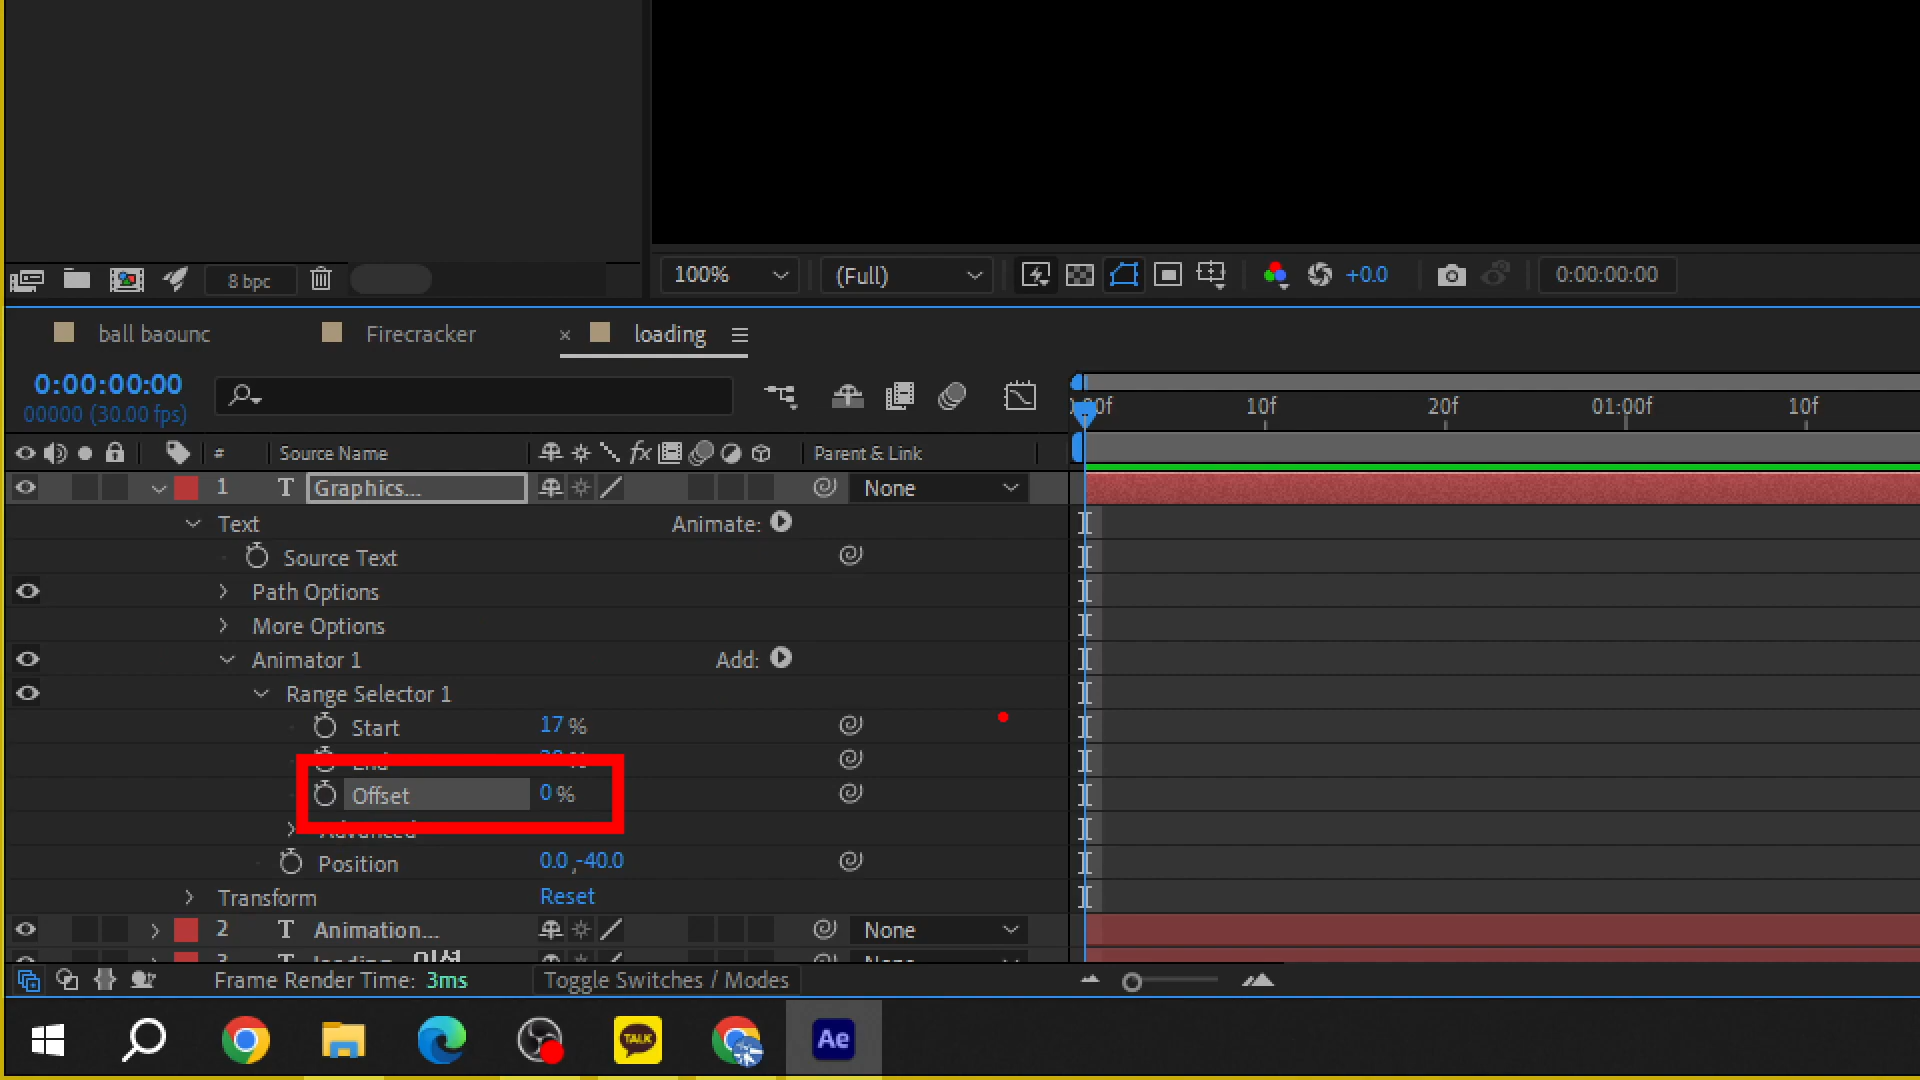 8 bpc
100%
(Full)
+0.0
0:00:00:00
ball baounc
Firecracker
× loading
0:00:00:00
00000 (30.00 fps)
10f
20f
01:00f
10f
# Source Name
fx
Parent & Link
1 T Graphics...
None
Text
Animate:
Source Text
Path Options
More Options
Animator 1
Add:
Range Selector 1
Start
17 %
End
Offset
0 %
Advanced
Position
0.0 ,-40.0
Transform
Reset
2 T Animation....
None
Frame Render Time: 3ms
Toggle Switches / Modes
TALK
Ae